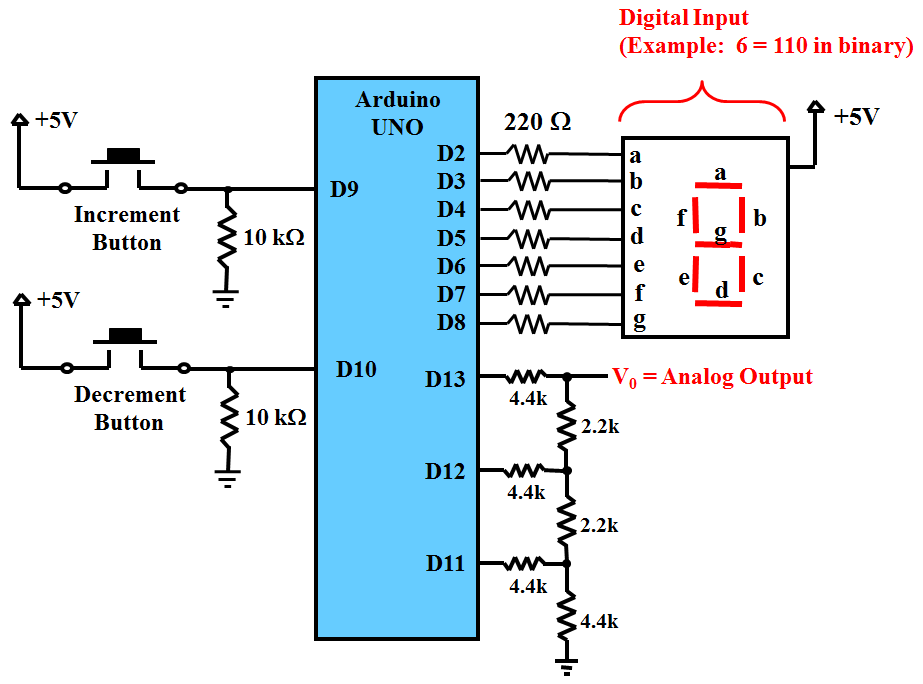 Digital Input
(Example:  6 = 110 in binary)
+5V
+5V
Arduino
UNO
220 Ω
D2
D3
D4
D5
D6
D7
D8
a
b
c
d
e
f
g
a
f
b
g
e
c
d
D9
Increment
Button
10 kΩ
+5V
D10
Decrement
Button
10 kΩ
D13
4.4k
V0 = Analog Output
2.2k
D12
4.4k
2.2k
D11
4.4k
4.4k